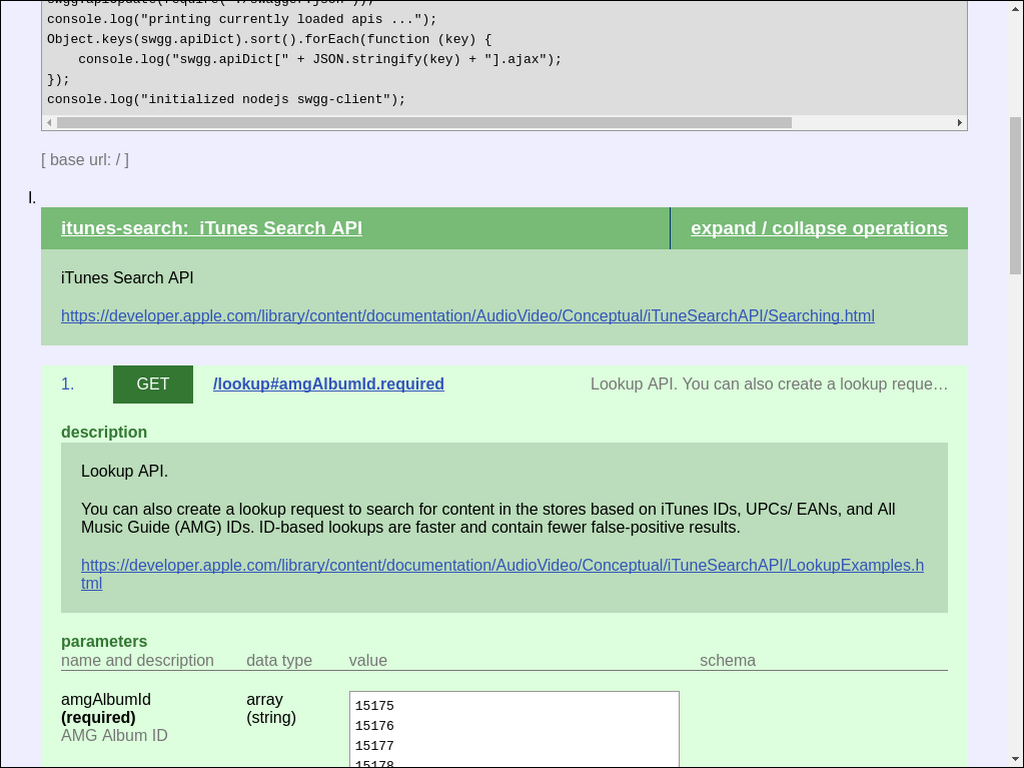 swgg.apiUpdate(require("./swagger.json"));
console.log("printing currently loaded apis ...");
Object.keys(swgg.apiDict).sort().forEach(function (key) {
    console.log("swgg.apiDict[" + JSON.stringify(key) + "].ajax");
});
console.log("initialized nodejs swgg-client");
[ base url: / ]
I.
itunes-search:  iTunes Search API
expand / collapse operations
iTunes Search API
https://developer.apple.com/library/content/documentation/AudioVideo/Conceptual/iTuneSearchAPI/Searching.html
1. GET /lookup#amgAlbumId.required Lookup API. You can also create a lookup reque…
description
Lookup API.
You can also create a lookup request to search for content in the stores based on iTunes IDs, UPCs/ EANs, and All
Music Guide (AMG) IDs. ID-based lookups are faster and contain fewer false-positive results.
https://developer.apple.com/library/content/documentation/AudioVideo/Conceptual/iTuneSearchAPI/LookupExamples.h
tml
parameters
name and description data type value schema
amgAlbumId array 15175
(required) (string) 15176
AMG Album ID 15177
15178